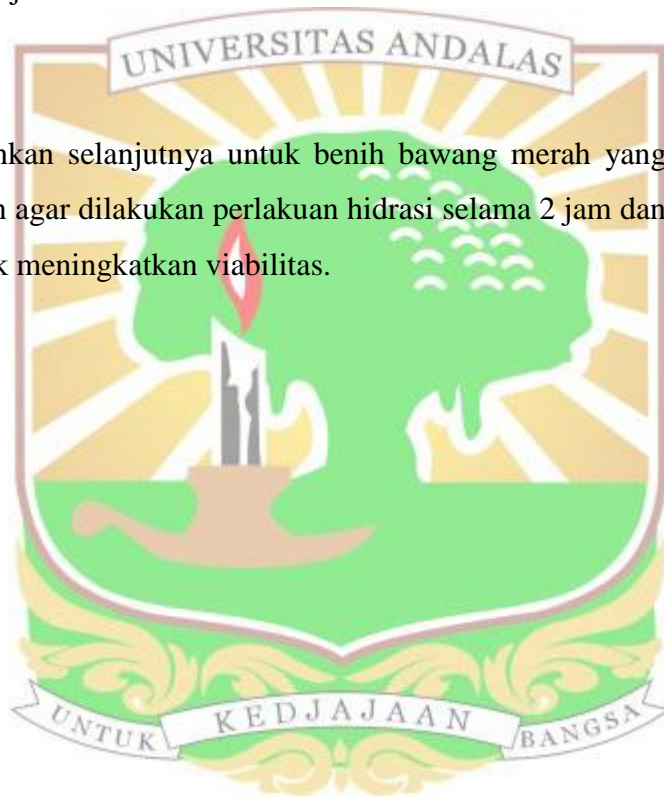 UNIVERSITAS ANDALAS
nkan selanjutnya untuk benih bawang merah yang
agar dilakukan perlakuan hidrasi selama 2 jam dan
meningkatkan viabilitas.
UNTUK KEDJAJAAN BANGSA